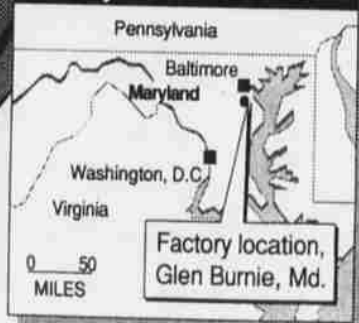 Pennsylvania
Baltimore
Maryland
Washington, D.C.
Virginia
Factory location,
Glen Burnie, Md.
0 50
MILES